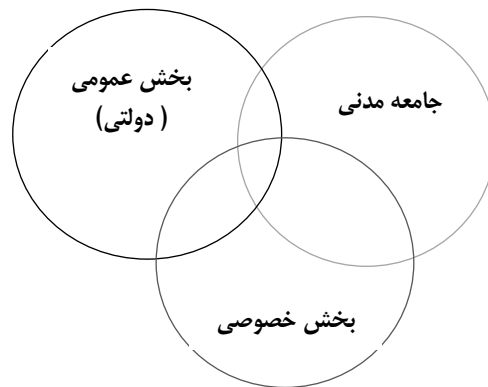 بخش عمومی
( دولتی)
جامعه مدنی
بخش خصوصی